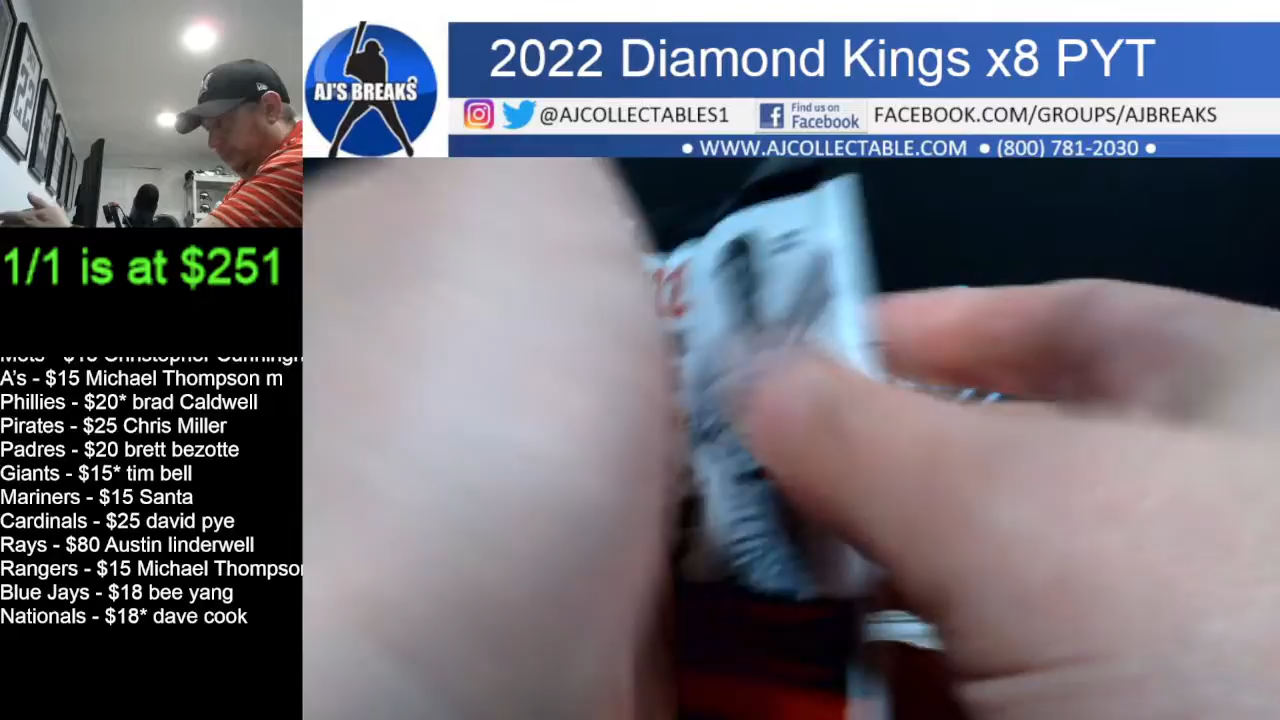 AJ'S BREAKS
2022 Diamond Kings x8 PYT
@AJCOLLECTABLES1
Find us on
Facebook
FACEBOOK.COM/GROUPS/AJBREAKS
• WWW.AJCOLLECTABLE.COM • (800) 781-2030 •
1/1 is at $251
A's - $15 Michael Thompson m
Phillies - $20* brad Caldwell
Pirates - $25 Chris Miller
Padres - $20 brett bezotte
Giants - $15* tim bell
Mariners - $15 Santa
Cardinals - $25 david pye
Rays - $80 Austin linderwell
Rangers - $15 Michael Thompso
Blue Jays - $18 bee yang
Nationals - $18* dave cook
22